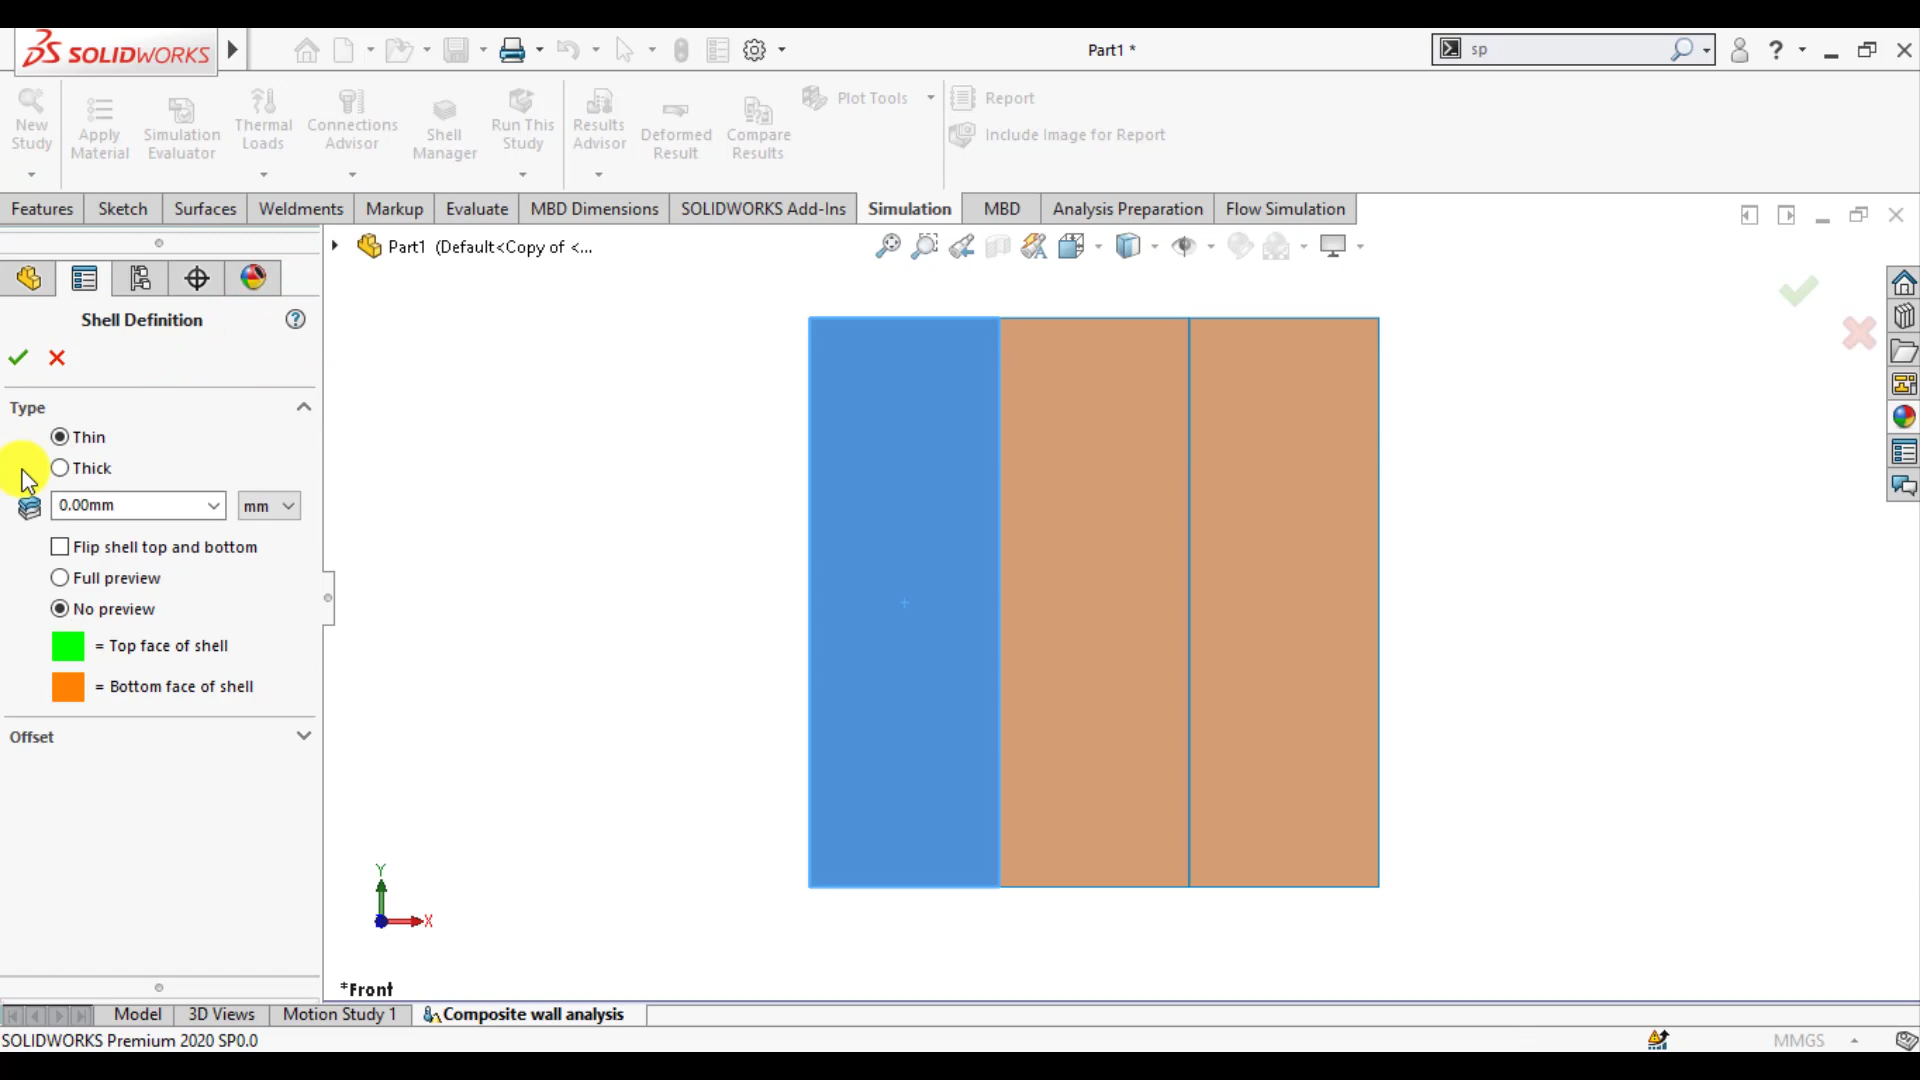 SOLIDWORKS
Part1 *
sp
New Study
Apply Material
Simulation Evaluator
Thermal Loads
Connections Advisor
Shell Manager
Run This Study
Results Advisor
Deformed Result
Compare Results
Plot Tools
Report
Include Image for Report
Features
Sketch
Surfaces
Weldments
Markup
Evaluate
MBD Dimensions
SOLIDWORKS Add-Ins
Simulation
MBD
Analysis Preparation
Flow Simulation
Part1 (Default<Copy of <...
Shell Definition
Type
Thin
Thick
0.00mm
mm
Flip shell top and bottom
Full preview
No preview
= Top face of shell
= Bottom face of shell
Offset
Y
X
*Front
Model
3D Views
Motion Study 1
Composite wall analysis
SOLIDWORKS Premium 2020 SP0.0
MMGS